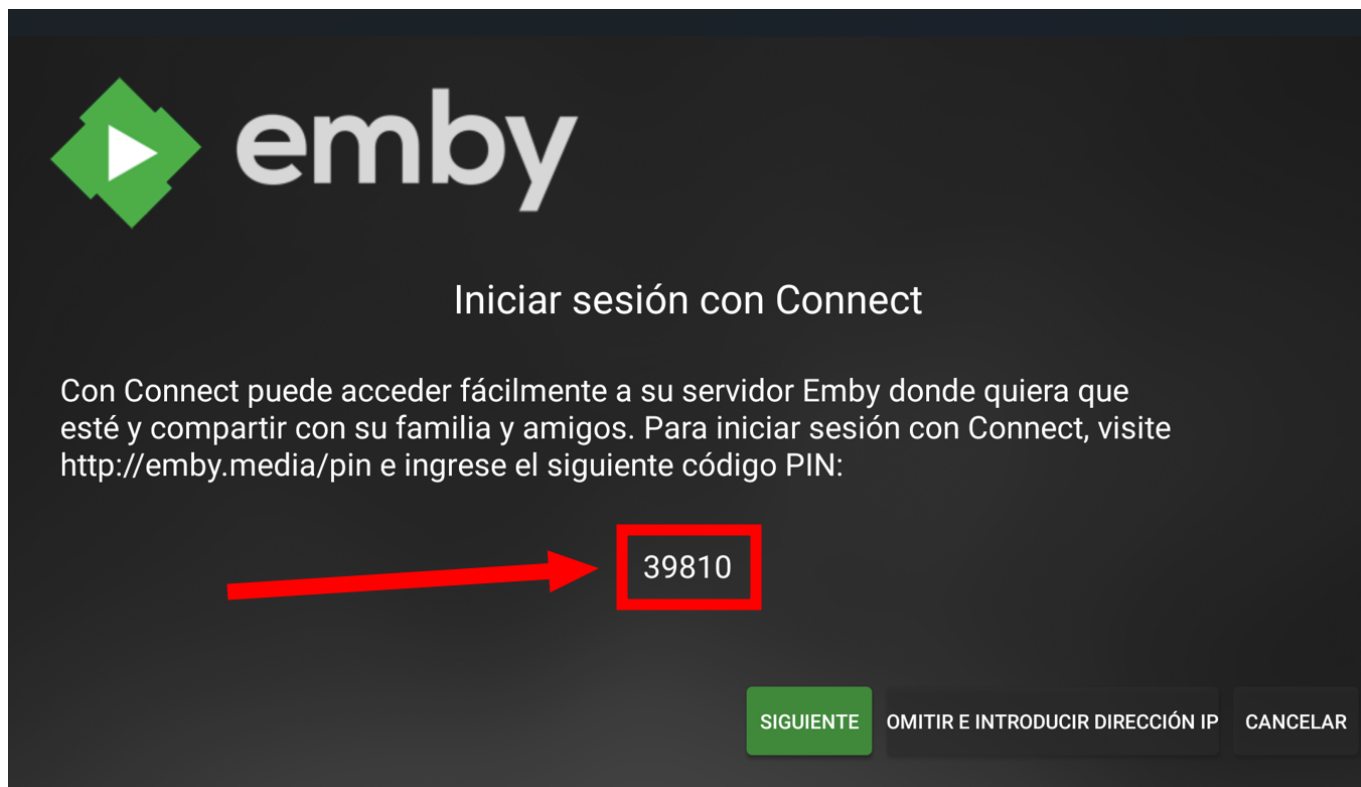 emby
Iniciar sesión con Connect
Con Connect puede acceder fácilmente a su servidor Emby donde quiera que
esté y compartir con su familia y amigos. Para iniciar sesión con Connect, visite
http://emby.media/pin e ingrese el siguiente código PIN:
39810
SIGUIENTE OMITIR E INTRODUCIR DIRECCIÓN IP CANCELAR